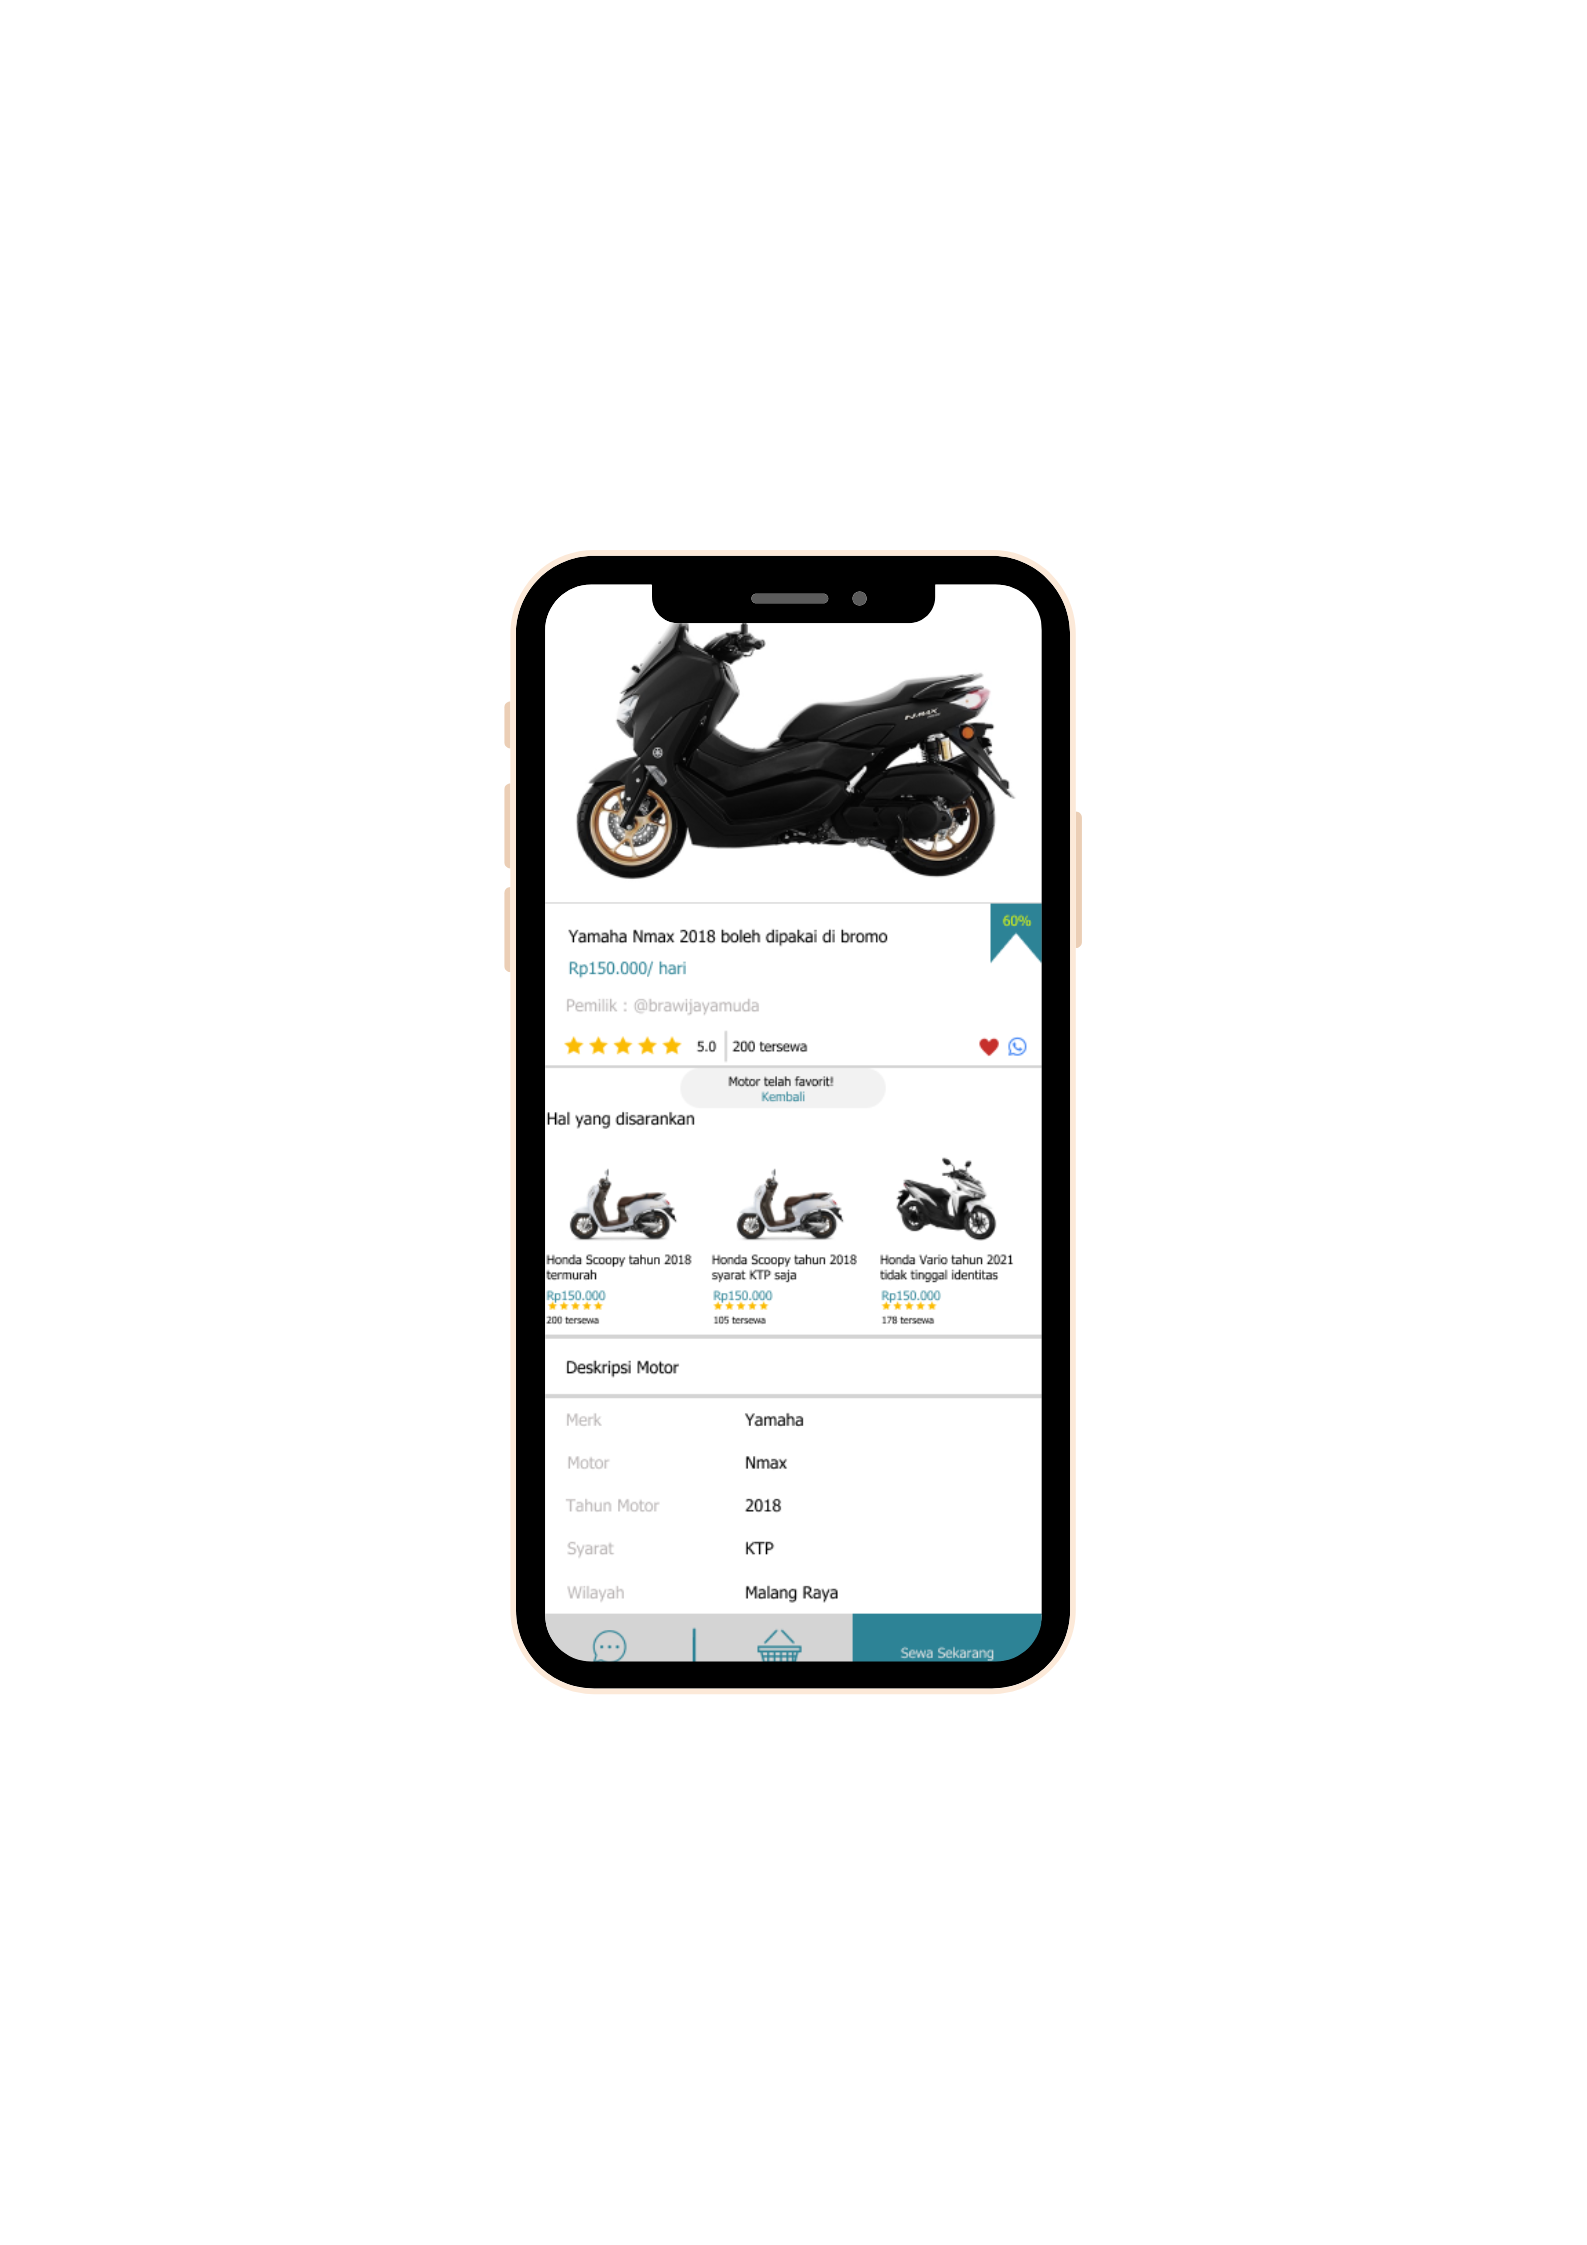 N-MAX
60%
Yamaha Nmax 2018 boleh dipakai di bromo
Rp150.000/ hari
Pemilik : @brawijayamuda
5.0
200 tersewa
Motor telah favorit!
Kembali
Hal yang disarankan
Honda Scoopy tahun 2018
termurah
Rp150.000
200 tersewa
Honda Scoopy tahun 2018
syarat KTP saja
Rp150.000
105 tersewa
Honda Vario tahun 2021
tidak tinggal identitas
Rp150.000
178 tersewa
Deskripsi Motor
Merk
Yamaha
Motor
Nmax
Tahun Motor
2018
Syarat
KTP
Wilayah
Malang Raya
Sewa Sekarang